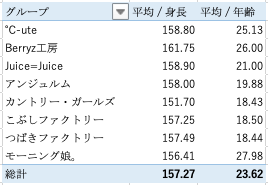 グループ 平均 / 身長 平均 / 年齢
℃-ute 158.80 25.13
Berryz工房 161.75 26.00
Juice=Juice 158.90 21.00
アンジュルム 158.00 19.88
カントリー・ガールズ 151.70 18.43
こぶしファクトリー 157.25 18.50
つばきファクトリー 157.49 18.44
モーニング娘。 156.41 27.98
総計 157.27 23.62